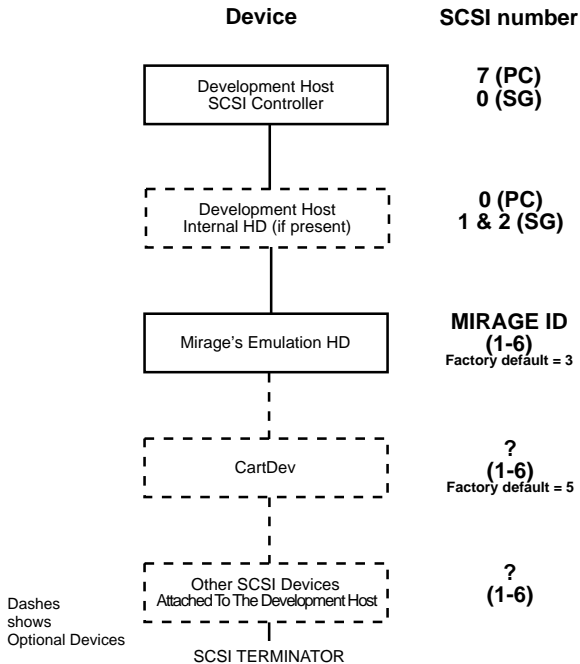 Device SCSI number
Development Host
SCSI Controller
7 (PC)
0 (SG)
Development Host
Internal HD (if present)
0 (PC)
1 & 2 (SG)
Mirage's Emulation HD
MIRAGE ID
(1-6)
Factory default = 3
CartDev
?
(1-6)
Factory default = 5
Other SCSI Devices
Attached To The Development Host
?
(1-6)
Dashes
shows
Optional Devices
SCSI TERMINATOR